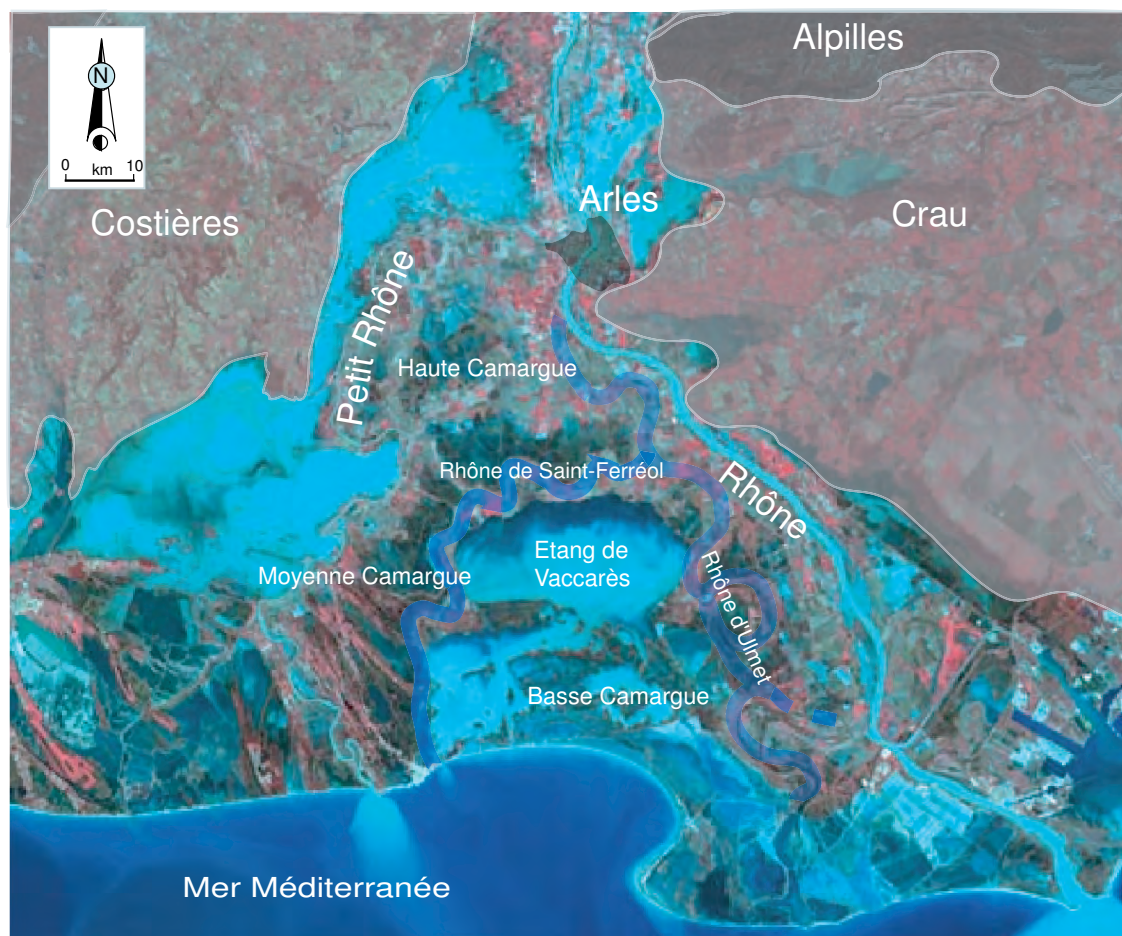 Alpilles
N
0 km 10
Costières
Arles
Crau
Petit Rhône
Haute Camargue
Rhône de Saint-Ferréol
Rhône
Etang de
Vaccarès
Moyenne Camargue
Rhône d'Ulmet
Basse Camargue
Mer Méditerranée